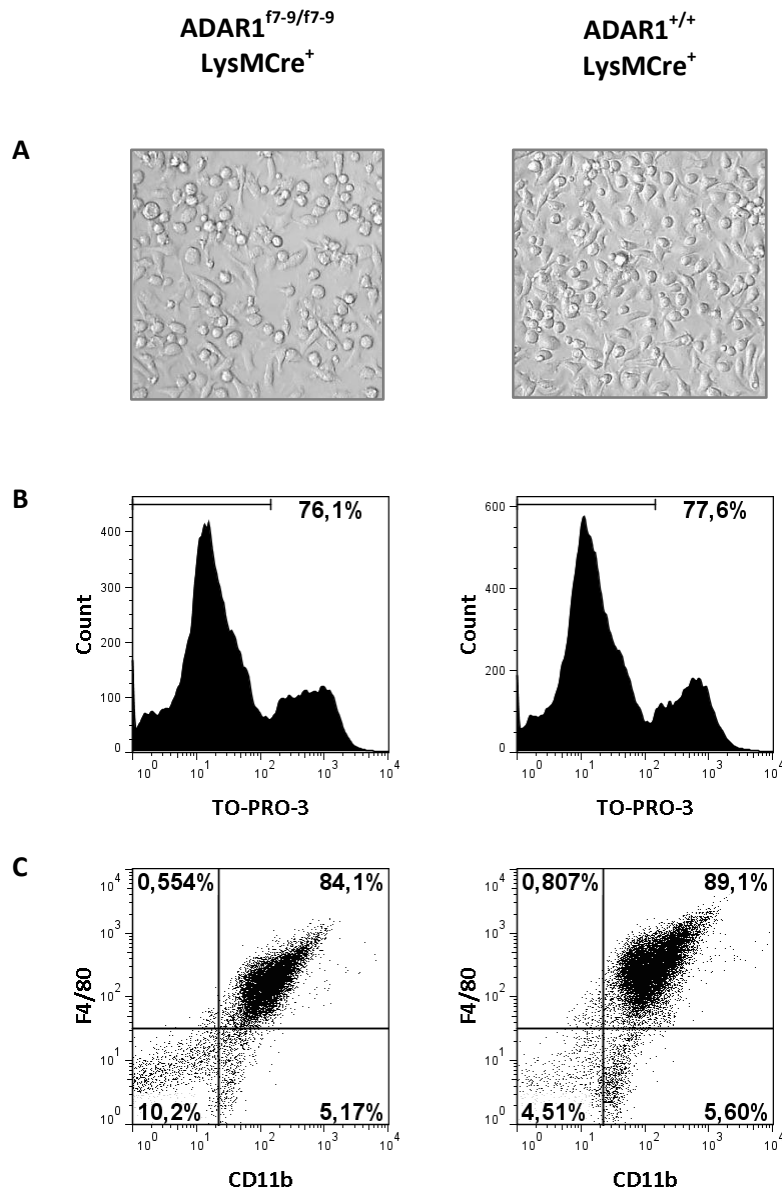 ADAR1f7-9/f7-9 ADAR1+/+
LysMCre+ LysMCre+
A
B
76,1% 77,6%
Count
400
300
200
100
0
10⁰ 10¹ 10² 10³ 10⁴
TO-PRO-3
Count
600
400
200
0
10⁰ 10¹ 10² 10³ 10⁴
TO-PRO-3
C
0,554% 84,1%
F4/80
10⁴
10³
10²
10¹
10⁰
10,2% 5,17%
10⁰ 10¹ 10² 10³ 10⁴
CD11b
0,807% 89,1%
F4/80
10⁴
10³
10²
10¹
10⁰
4,51% 5,60%
10⁰ 10¹ 10² 10³ 10⁴
CD11b